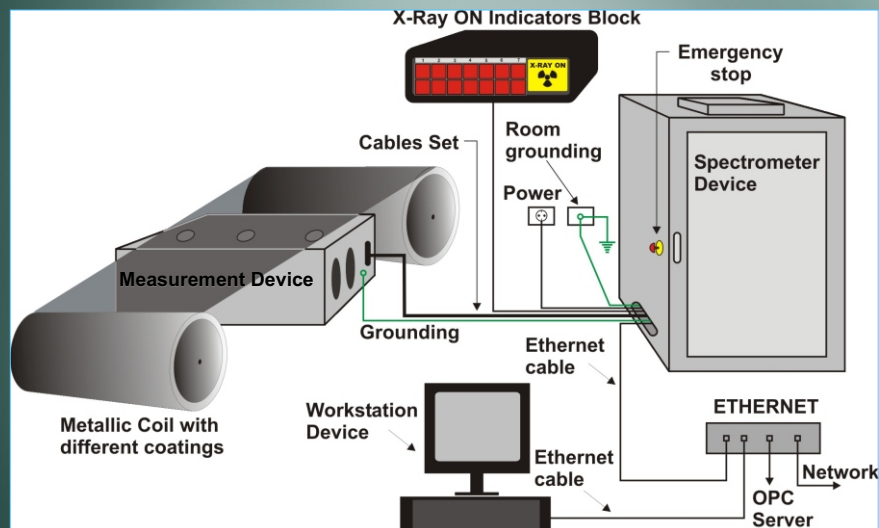 X-Ray ON Indicators Block
1 2 3 4 5 6 7
X-RAY ON
Emergency
stop
Cables Set
Room
grounding
Power
Spectrometer
Device
Measurement Device
Grounding
Ethernet
cable
Metallic Coil with
different coatings
Workstation
Device
ETHERNET
Ethernet
cable
Network
OPC
Server